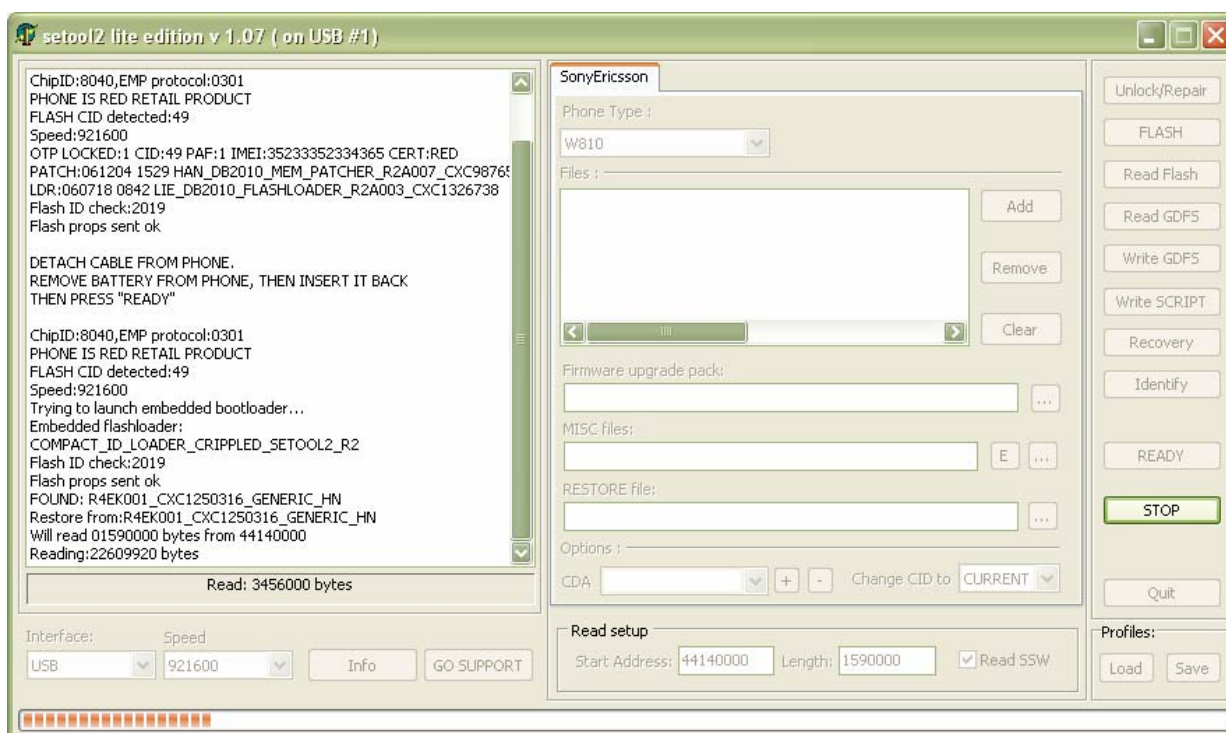 setool2 lite edition v 1.07 ( on USB #1)
ChipID:8040,EMP protocol:0301
PHONE IS RED RETAIL PRODUCT
FLASH CID detected:49
Speed:921600
OTP LOCKED:1 CID:49 PAF:1 IMEI:35233352334365 CERT:RED
PATCH:061204 1529 HAN_DB2010_MEM_PATCHER_R2A007_CXC98765
LDR:060718 0842 LIE_DB2010_FLASHLOADER_R2A003_CXC1326738
Flash ID check:2019
Flash props sent ok
DETACH CABLE FROM PHONE.
REMOVE BATTERY FROM PHONE, THEN INSERT IT BACK
THEN PRESS "READY"
ChipID:8040,EMP protocol:0301
PHONE IS RED RETAIL PRODUCT
FLASH CID detected:49
Speed:921600
Trying to launch embedded bootloader...
Embedded flashloader:
COMPACT_ID_LOADER_CRIPPLED_SETOOL2_R2
Flash ID check:2019
Flash props sent ok
FOUND: R4EK001_CXC1250316_GENERIC_HN
Restore from:R4EK001_CXC1250316_GENERIC_HN
Will read 01590000 bytes from 44140000
Reading:22609920 bytes
Read: 3456000 bytes
Interface:
Speed
USB
921600
Info
GO SUPPORT
SonyEricsson
Phone Type :
W810
Files :
Add
Remove
Clear
Firmware upgrade pack:
...
MISC files:
E
...
RESTORE file:
...
Options :
CDA
+
-
Change CID to
CURRENT
Read setup
Start Address:
44140000
Length:
1590000
Read SSW
Unlock/Repair
FLASH
Read Flash
Read GDFS
Write GDFS
Write SCRIPT
Recovery
Identify
READY
STOP
Quit
Profiles:
Load
Save